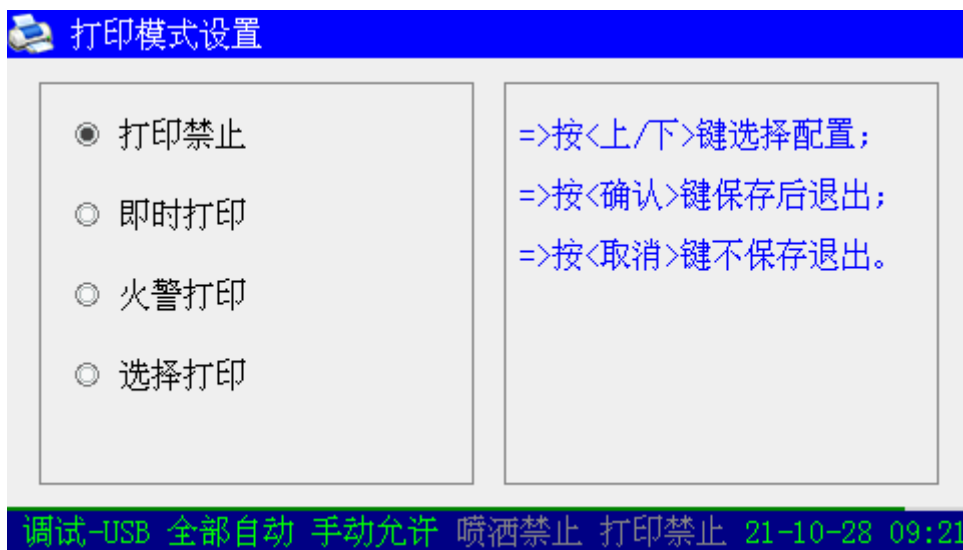 打印模式设置
打印禁止
即时打印
火警打印
选择打印
=>按<上/下>键选择配置;
=>按<确认>键保存后退出;
=>按<取消>键不保存退出。
调试-USB 全部自动 手动允许 喷洒禁止 打印禁止 21-10-28 09:21